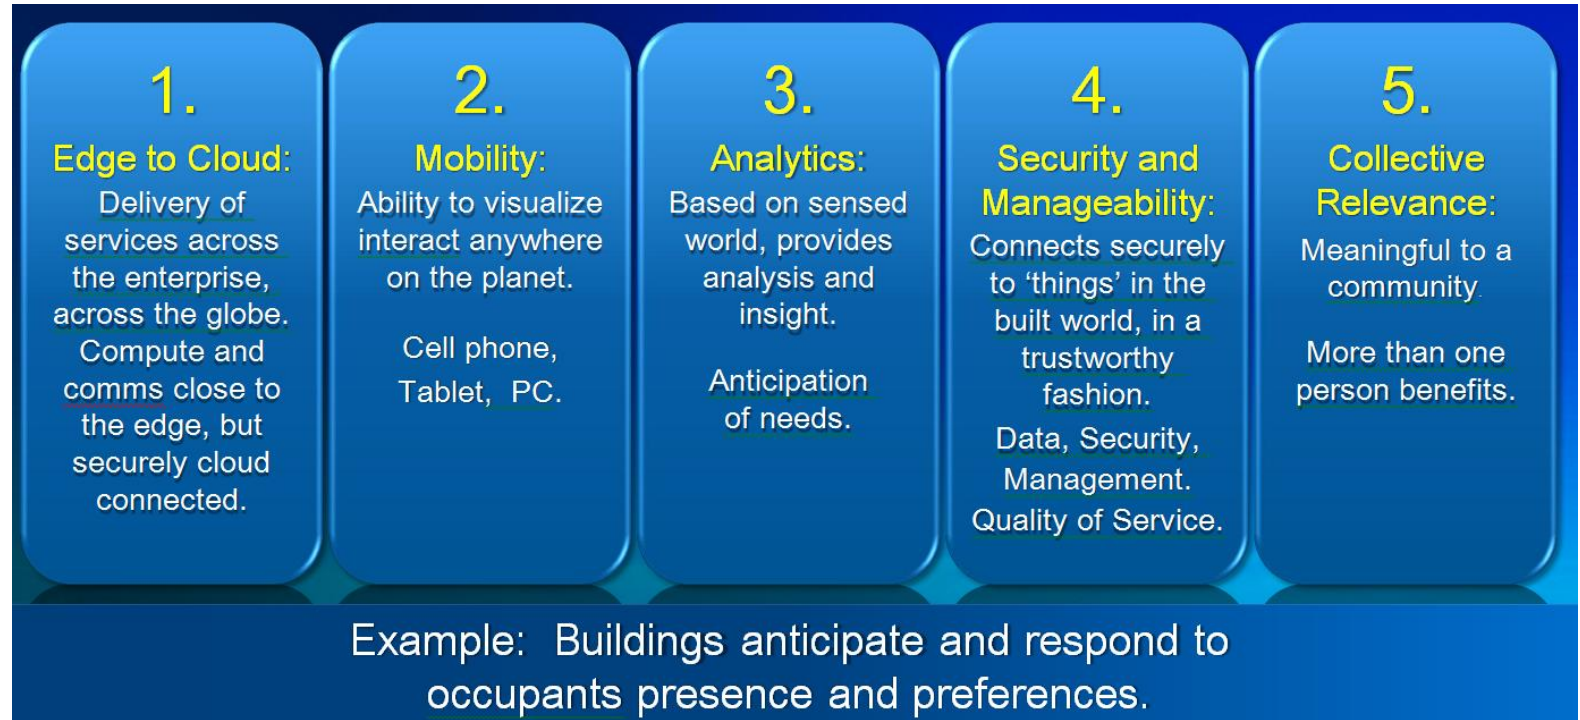 1.
Edge to Cloud:
Delivery of
services across
the enterprise,
across the globe.
Compute and
comms close to
the edge, but
securely cloud
connected.
2.
Mobility:
Ability to visualize
interact anywhere
on the planet.
Cell phone,
Tablet,  PC.
3.
Analytics:
Based on sensed
world, provides
analysis and
insight.
Anticipation
of needs.
4.
Security and
Manageability:
Connects securely
to ‘things’ in the
built world, in a
trustworthy
fashion.
Data, Security,
Management.
Quality of Service.
5.
Collective
Relevance:
Meaningful to a
community.
More than one
person benefits.
Example:  Buildings anticipate and respond to
occupants presence and preferences.